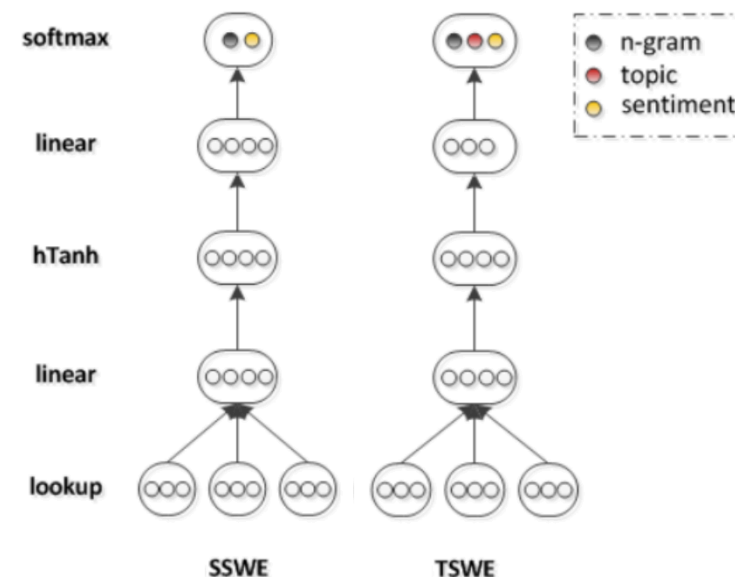 softmax
n-gram
topic
sentiment
linear
hTanh
linear
lookup
SSWE TSWE